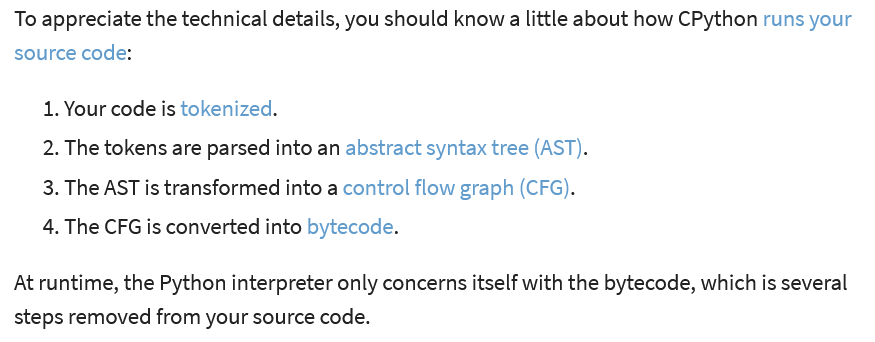 To appreciate the technical details, you should know a little about how CPython runs your
source code:
1. Your code is tokenized.
2. The tokens are parsed into an abstract syntax tree (AST).
3. The AST is transformed into a control flow graph (CFG).
4. The CFG is converted into bytecode.
At runtime, the Python interpreter only concerns itself with the bytecode, which is several
steps removed from your source code.